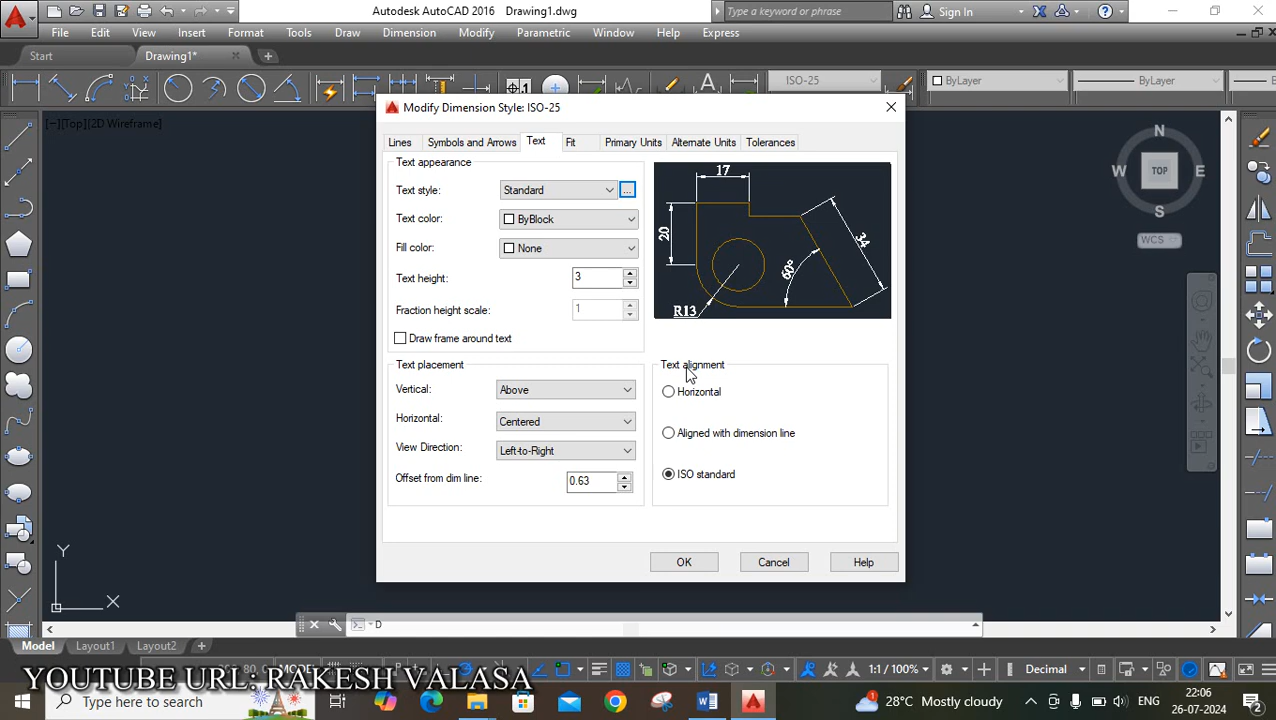 Autodesk AutoCAD 2016 Drawing1.dwg
Type a keyword or phrase
Sign In
File Edit View Insert Format Tools Draw Dimension Modify Parametric Window Help Express
Start Drawing1*
ISO-25 ByLayer ByLayer
[−][Top][2D Wireframe]
Modify Dimension Style: ISO-25
Lines Symbols and Arrows Text Fit Primary Units Alternate Units Tolerances
Text appearance
Text style: Standard ...
Text color: ByBlock
Fill color: None
Text height: 3
Fraction height scale: 1
Draw frame around text
17
20
34
60°
R13
Text placement
Vertical: Above
Horizontal: Centered
View Direction: Left-to-Right
Offset from dim line: 0.63
Text alignment
Horizontal
Aligned with dimension line
ISO standard
OK Cancel Help
N
W TOP E
S
WCS
Y
X
D
Model Layout1 Layout2 +
MODEL 1:1 / 100% Decimal
YOUTUBE URL: RAKESH VALASA
Type here to search
28°C Mostly cloudy
ENG
22:06
26-07-2024
2